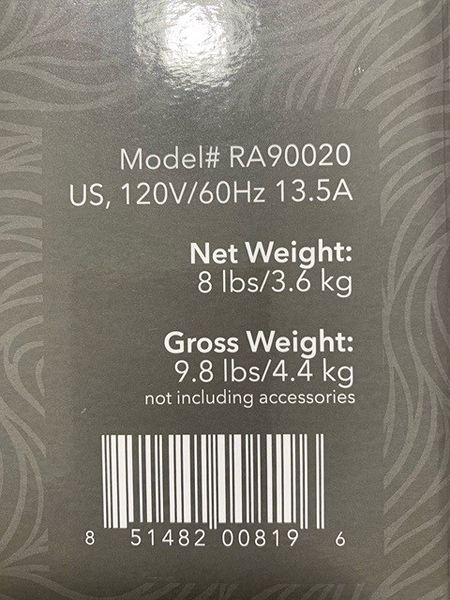 Model# RA90020
US, 120V/60Hz 13.5A
Net Weight:
8 lbs/3.6 kg
Gross Weight:
9.8 lbs/4.4 kg
not including accessories
8 51482 00819 6